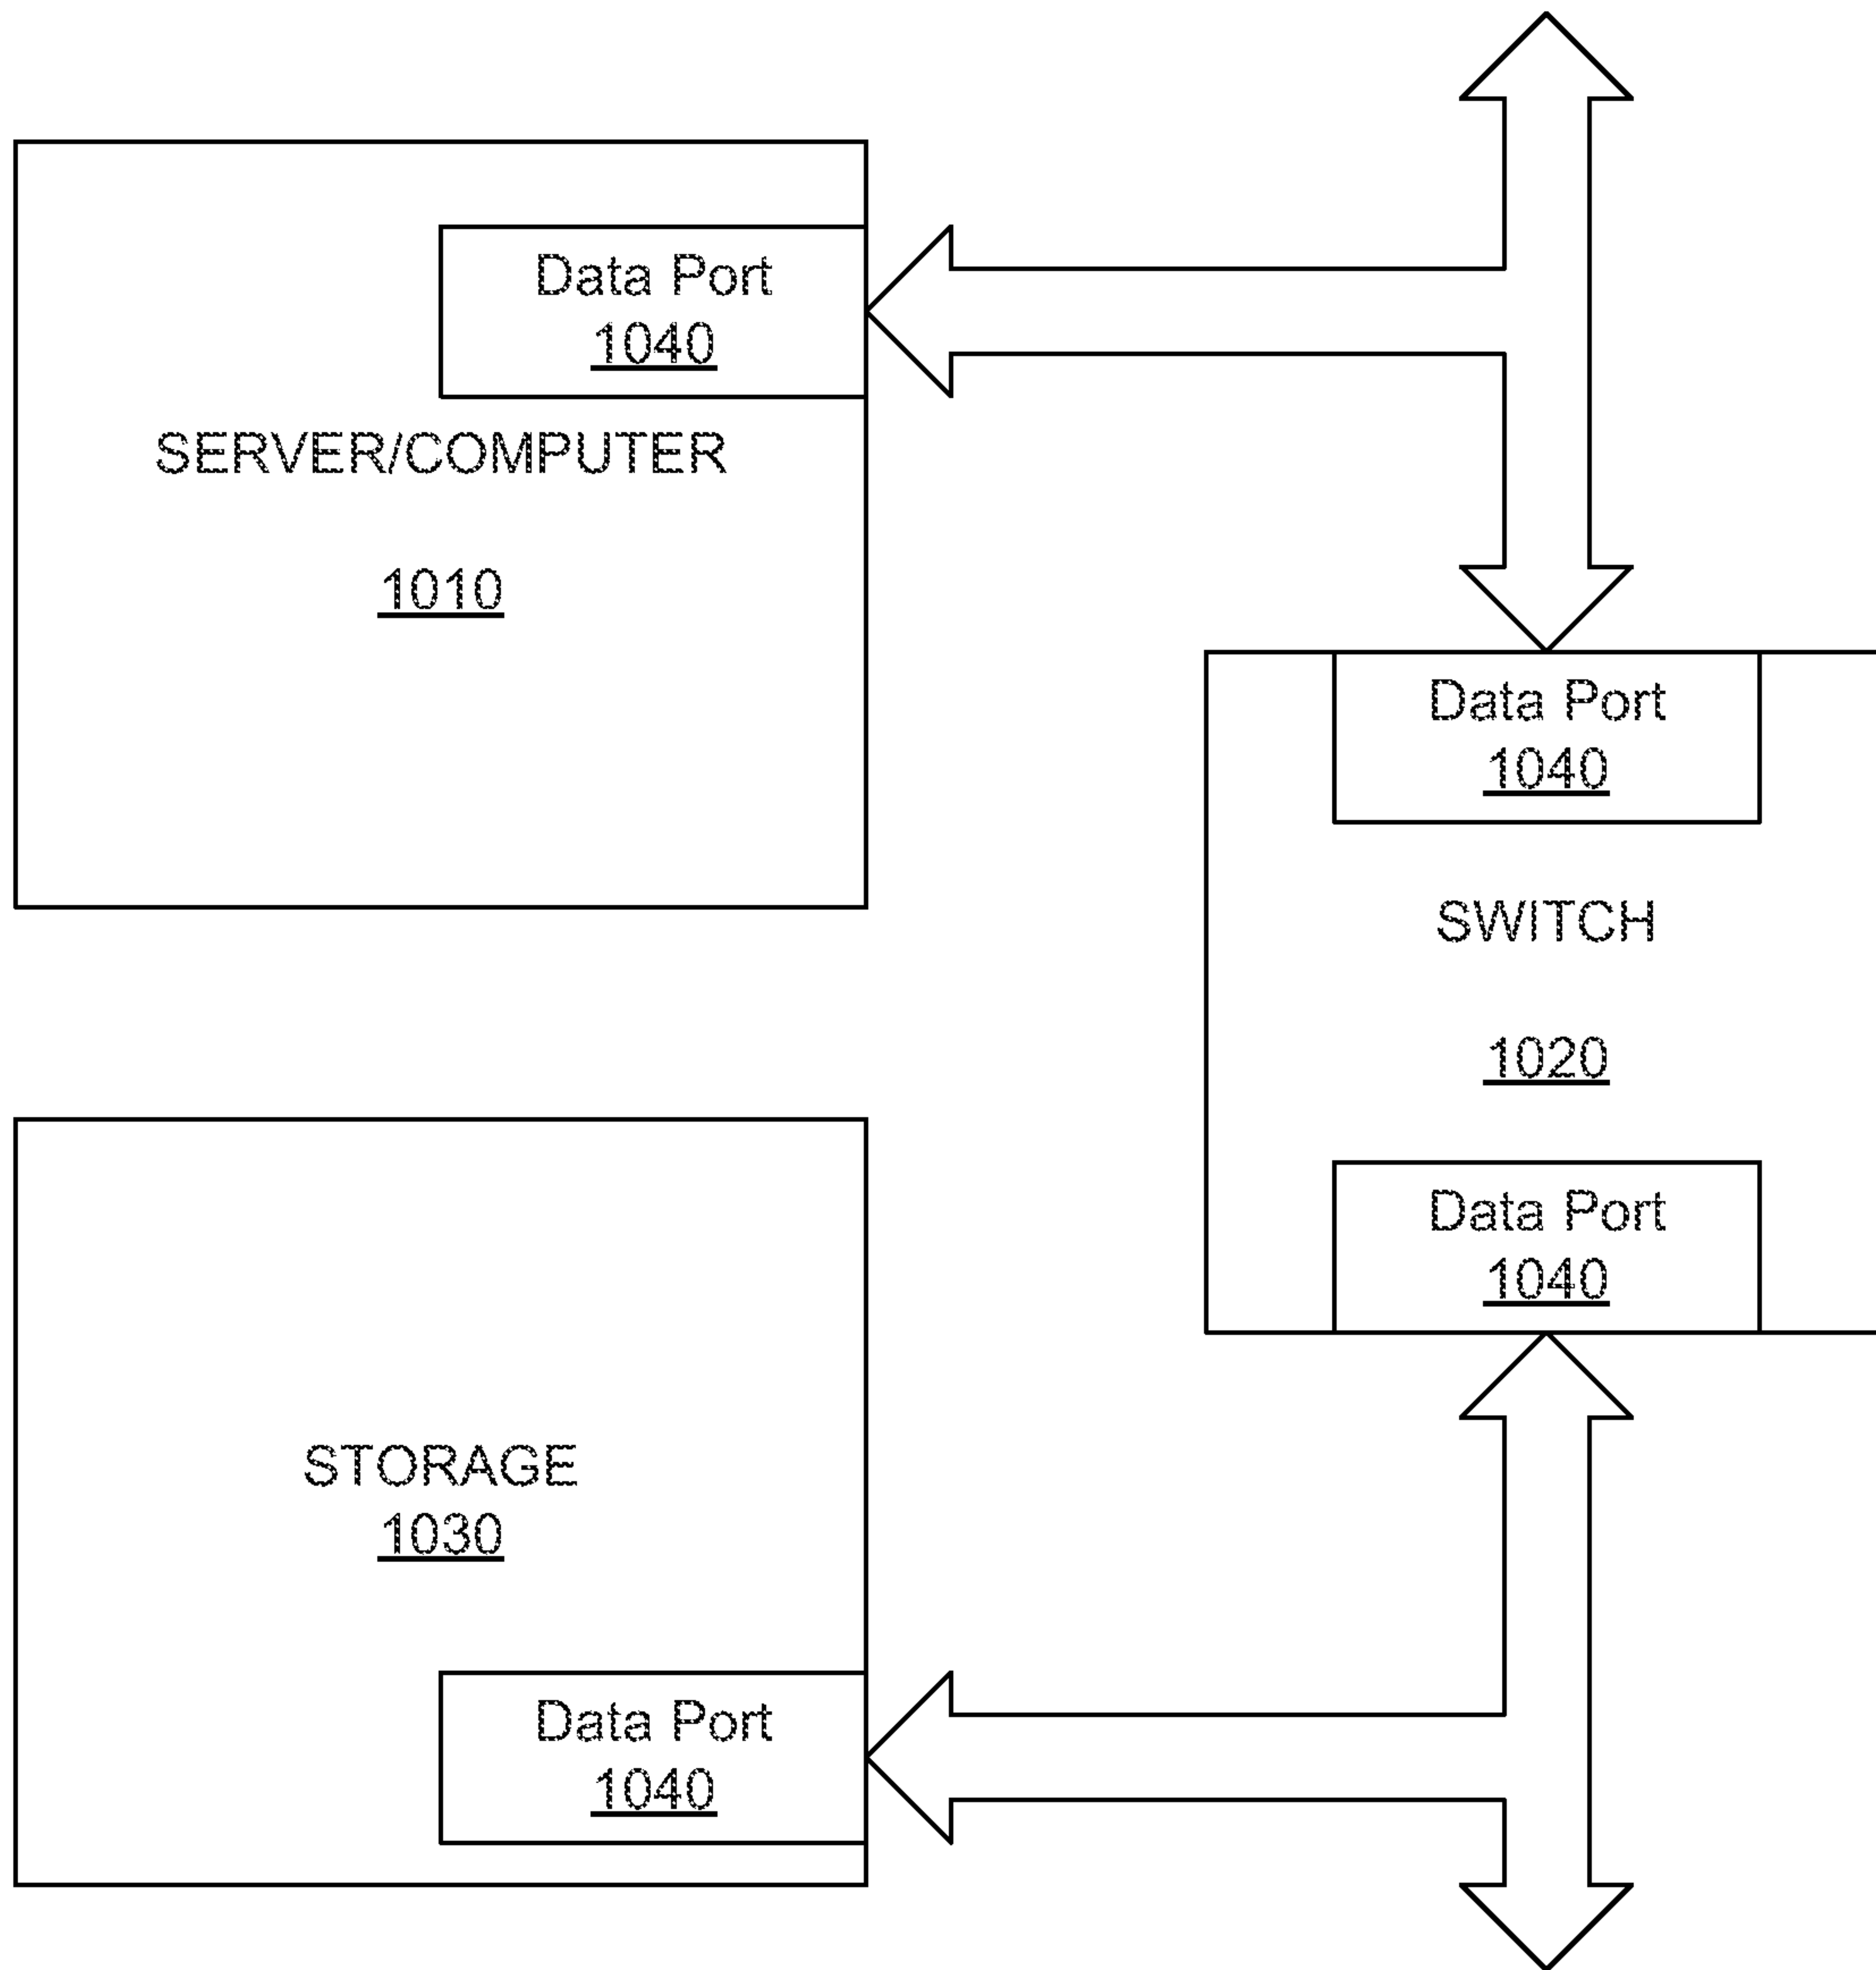 Data Port
1040
SERVER/COMPUTER
1010
Data Port
1040
SWITCH
1020
Data Port
1040
STORAGE
1030
Data Port
1040